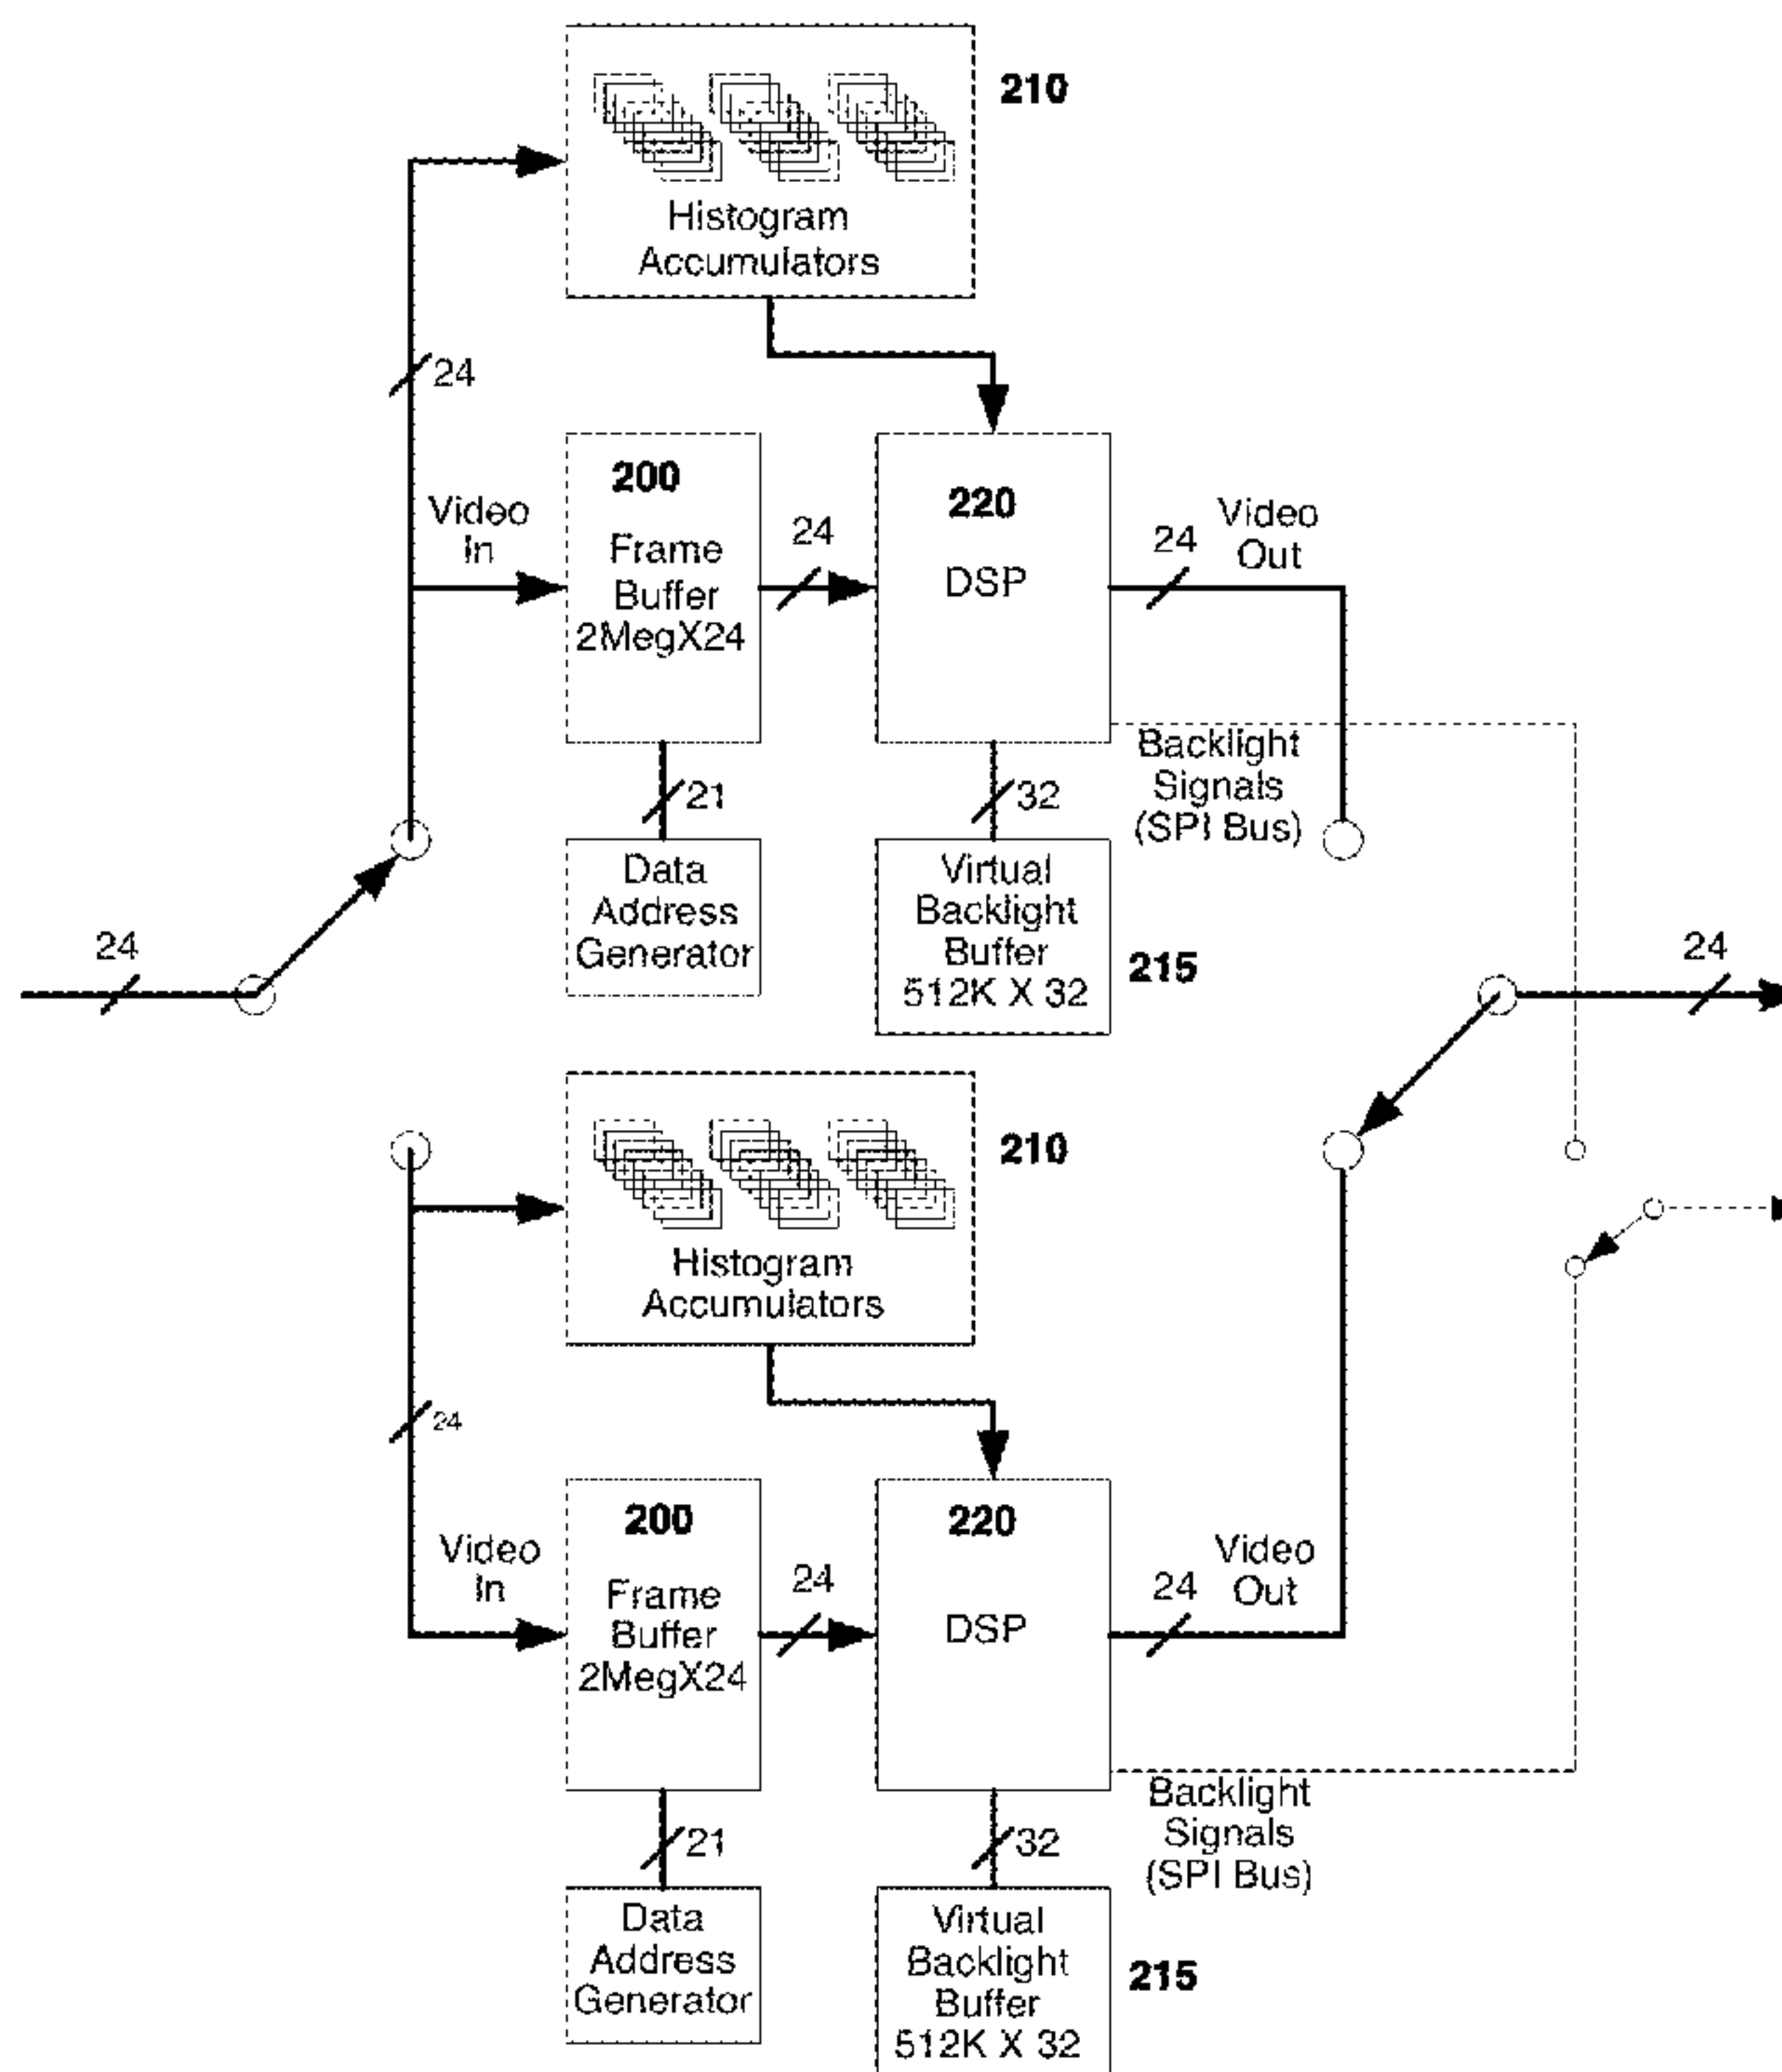 210
Histogram
Accumulators
24
200
Frame
Buffer
2MegX24
Video
In
24
220
DSP
24
Video
Out
21
32
Backlight
Signals
(SPI Bus)
Data
Address
Generator
Virtual
Backlight
Buffer
512K X 32
215
24
24
210
Histogram
Accumulators
24
200
Frame
Buffer
2MegX24
Video
In
24
220
DSP
24
Video
Out
21
32
Backlight
Signals
(SPI Bus)
Data
Address
Generator
Virtual
Backlight
Buffer
512K X 32
215